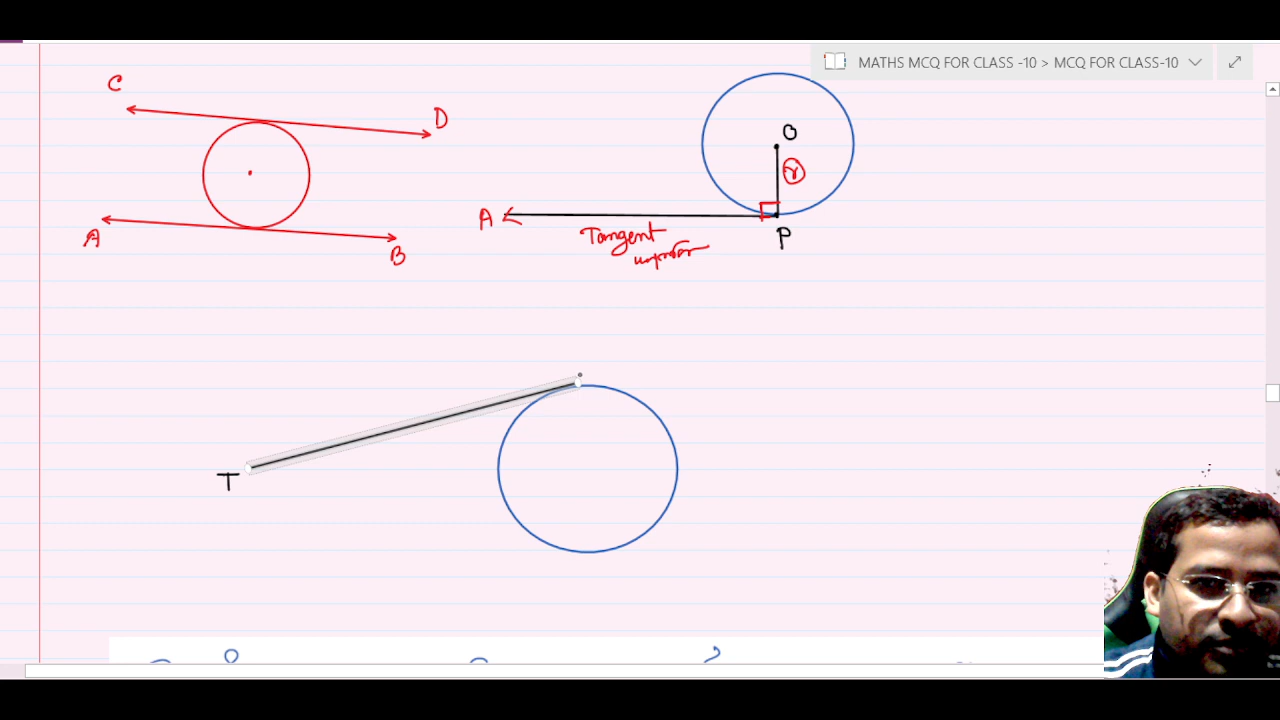 MATHS MCQ FOR CLASS -10 > MCQ FOR CLASS-10
C
D
A
B
O
r
A
P
Tangent
T